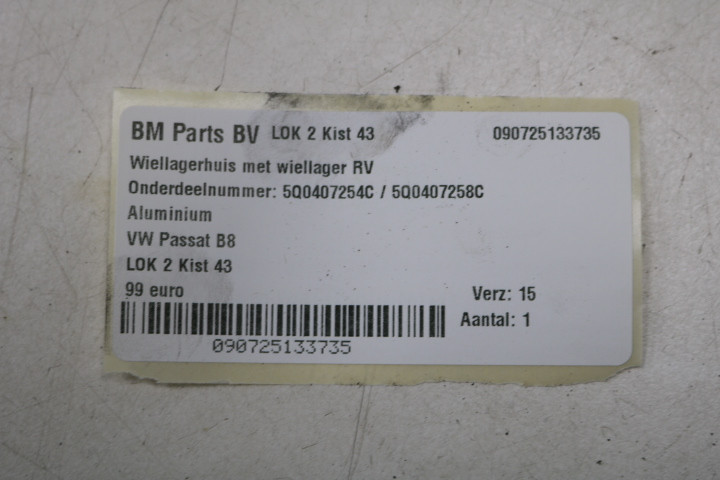 BM Parts BV LOK 2 Kist 43 090725133735
Wiellagerhuis met wiellager RV
Onderdeelnummer: 5Q0407254C / 5Q0407258C
Aluminium
VW Passat B8
LOK 2 Kist 43
99 euro Verz: 15
Aantal: 1
090725133735